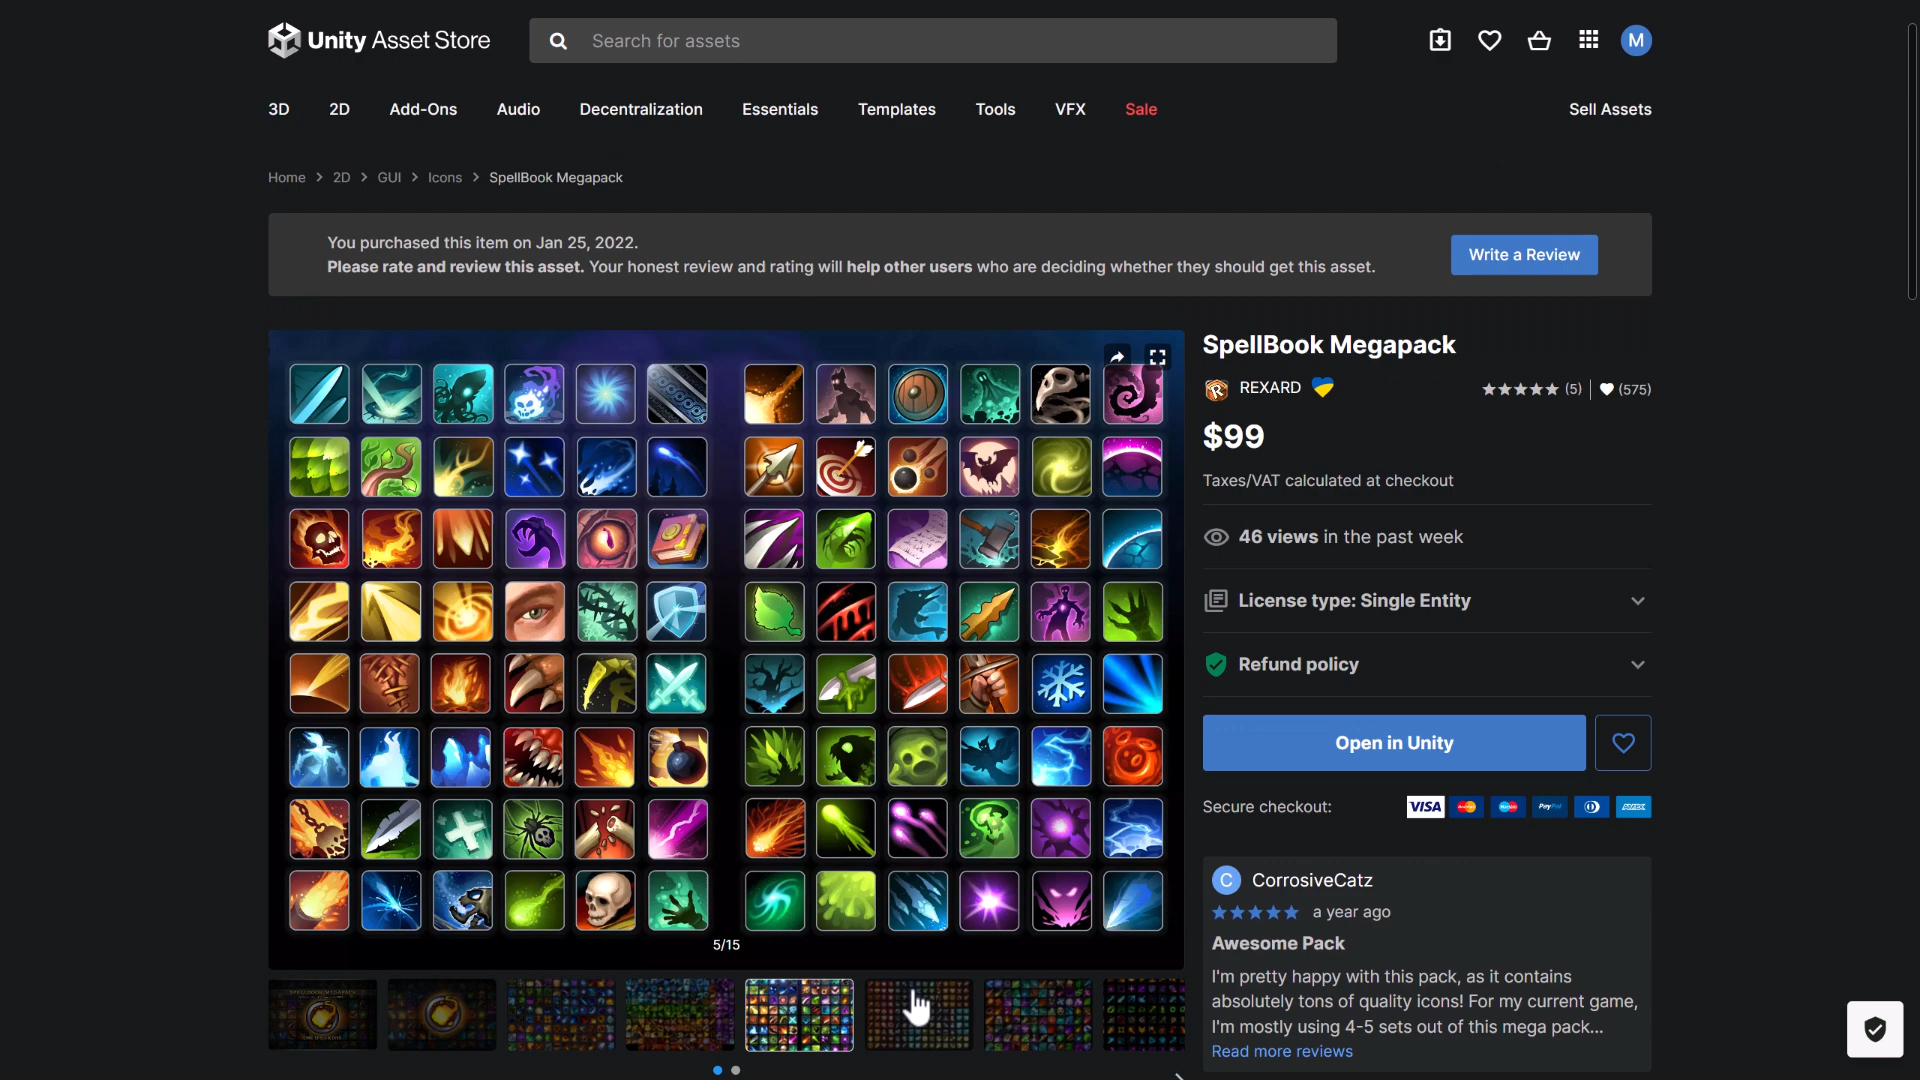 Unity Asset Store
Search for assets
M
3D 2D Add-Ons Audio Decentralization Essentials Templates Tools VFX Sale Sell Assets
Home > 2D > GUI > Icons > SpellBook Megapack
You purchased this item on Jan 25, 2022.
Please rate and review this asset. Your honest review and rating will help other users who are deciding whether they should get this asset.
Write a Review
SpellBook Megapack
REXARD
(5) (575)
$99
Taxes/VAT calculated at checkout
46 views in the past week
License type: Single Entity
Refund policy
Open in Unity
Secure checkout:
VISA
PayPal
AMEX
C CorrosiveCatz
a year ago
Awesome Pack
I'm pretty happy with this pack, as it contains
absolutely tons of quality icons! For my current game,
I'm mostly using 4-5 sets out of this mega pack...
Read more reviews
5/15